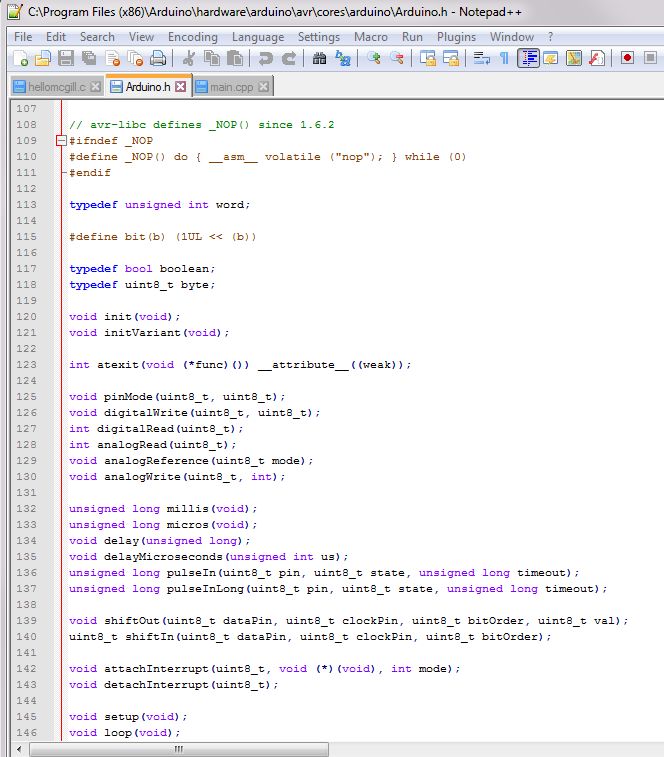 C:\Program Files (x86)\Arduino\hardware\arduino\avr\cores\arduino\Arduino.h - Notepad++
File Edit Search View Encoding Language Settings Macro Run Plugins Window ?
hellomcgill.c Arduino.h main.cpp
107
108 // avr-libc defines _NOP() since 1.6.2
109 #ifndef _NOP
110 #define _NOP() do { __asm__ volatile ("nop"); } while (0)
111 #endif
112
113 typedef unsigned int word;
114
115 #define bit(b) (1UL << (b))
116
117 typedef bool boolean;
118 typedef uint8_t byte;
119
120 void init(void);
121 void initVariant(void);
122
123 int atexit(void (*func)()) __attribute__((weak));
124
125 void pinMode(uint8_t, uint8_t);
126 void digitalWrite(uint8_t, uint8_t);
127 int digitalRead(uint8_t);
128 int analogRead(uint8_t);
129 void analogReference(uint8_t mode);
130 void analogWrite(uint8_t, int);
131
132 unsigned long millis(void);
133 unsigned long micros(void);
134 void delay(unsigned long);
135 void delayMicroseconds(unsigned int us);
136 unsigned long pulseIn(uint8_t pin, uint8_t state, unsigned long timeout);
137 unsigned long pulseInLong(uint8_t pin, uint8_t state, unsigned long timeout);
138
139 void shiftOut(uint8_t dataPin, uint8_t clockPin, uint8_t bitOrder, uint8_t val);
140 uint8_t shiftIn(uint8_t dataPin, uint8_t clockPin, uint8_t bitOrder);
141
142 void attachInterrupt(uint8_t, void (*)(void), int mode);
143 void detachInterrupt(uint8_t);
144
145 void setup(void);
146 void loop(void);